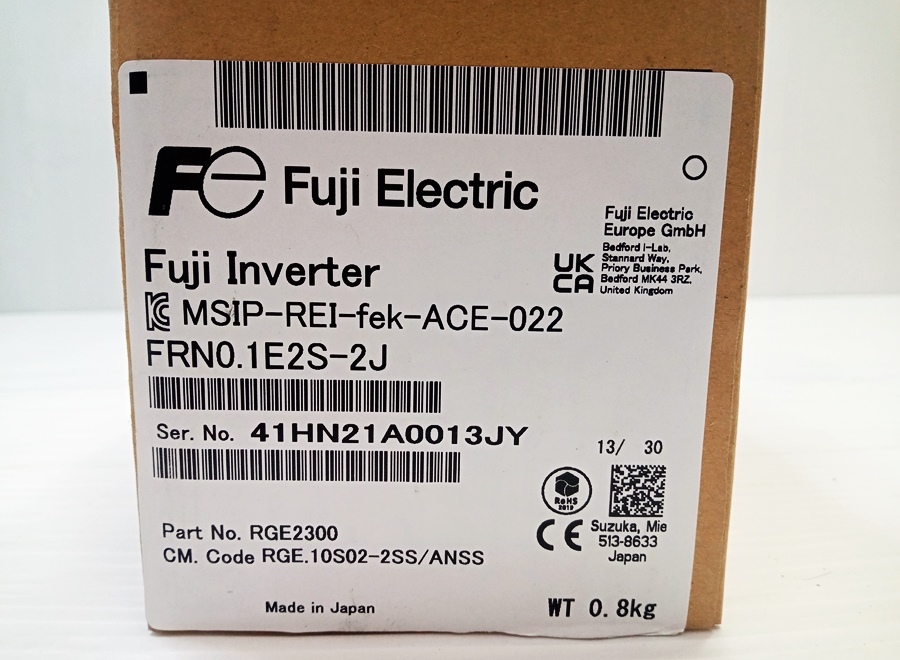 Fe Fuji Electric
Fuji Electric
Europe GmbH
UK
CA
Bedford i-Lab,
Stannard Way,
Priory Business Park,
Bedford MK44 3RZ,
United Kingdom
Fuji Inverter
MSIP-REI-fek-ACE-022
FRN0.1E2S-2J
Ser. No. 41HN21A0013JY
13/ 30
RoHS
2019
CE
Suzuka, Mie
513-8633
Japan
Part No. RGE2300
CM. Code RGE.10S02-2SS/ANSS
Made in Japan
WT 0.8kg